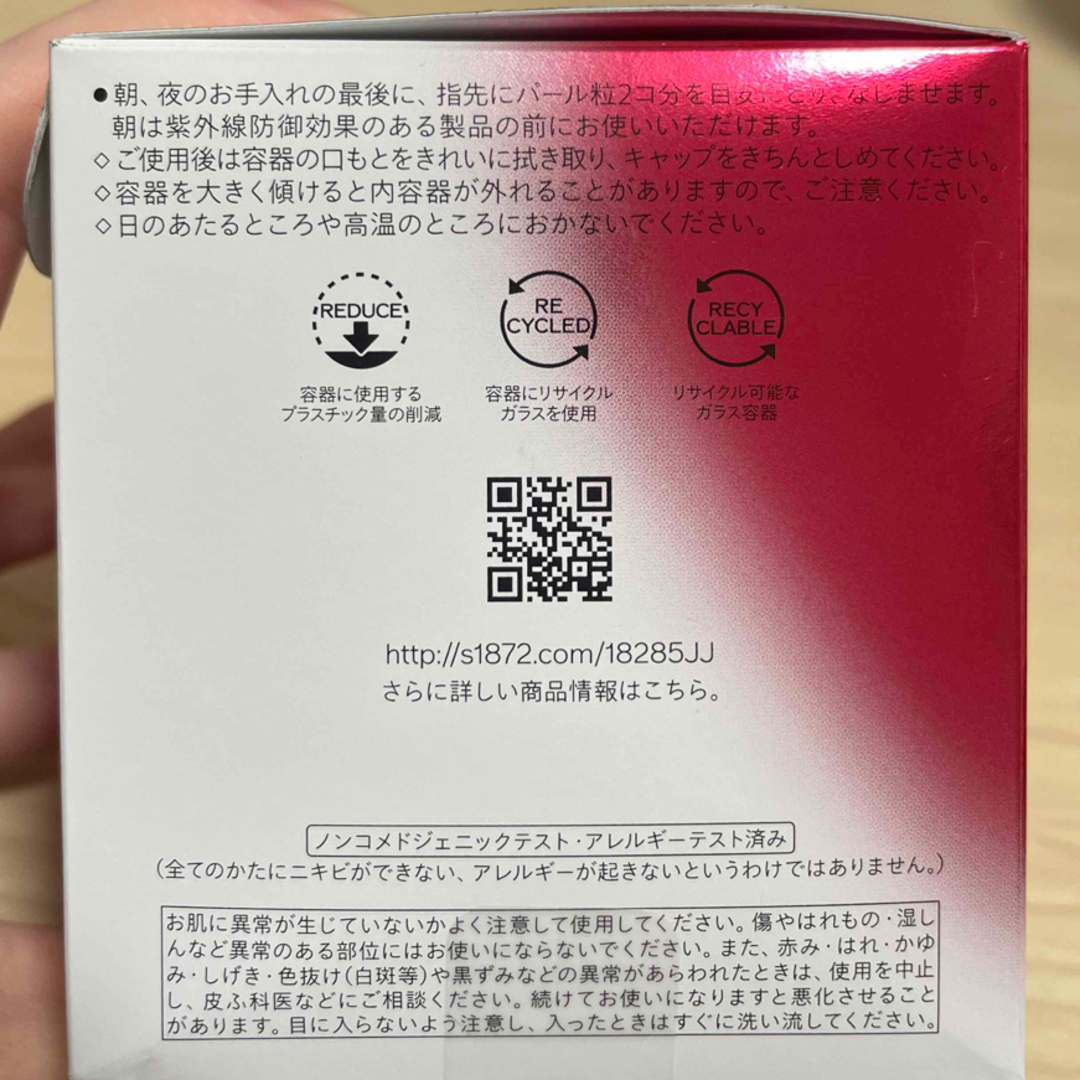 ●朝、夜のお手入れの最後に、指先にパール粒2コ分を目安にとり、なじませます。
朝は紫外線防御効果のある製品の前にお使いいただけます。
◇ご使用後は容器の口もとをきれいに拭き取り、キャップをきちんとしめてください。
◇容器を大きく傾けると内容器が外れることがありますので、ご注意ください。
◇日のあたるところや高温のところにおかないでください。
REDUCE
容器に使用する
プラスチック量の削減
RE
CYCLED
容器にリサイクル
ガラスを使用
RECY
CLABLE
リサイクル可能な
ガラス容器
http://s1872.com/18285JJ
さらに詳しい商品情報はこちら。
ノンコメドジェニックテスト・アレルギーテスト済み
(全てのかたにニキビができない、アレルギーが起きないというわけではありません。)
お肌に異常が生じていないかよく注意して使用してください。傷やはれもの・湿し
んなど異常のある部位にはお使いにならないでください。また、赤み・はれ・かゆ
み・しげき・色抜け(白斑等)や黒ずみなどの異常があらわれたときは、使用を中止
し、皮ふ科医などにご相談ください。続けてお使いになりますと悪化させること
があります。目に入らないよう注意し、入ったときはすぐに洗い流してください。